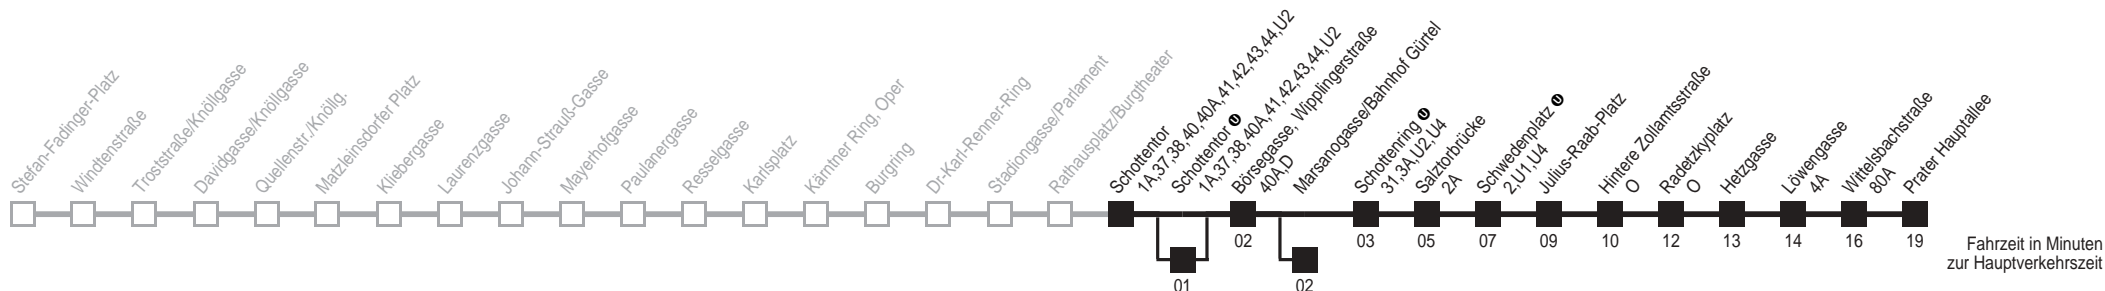 Stefan-Fadinger-Platz
Windtenstraße
Troststraße/Knöllgasse
Davidgasse/Knöllgasse
Quellenstr./Knöllg.
Matzleinsdorfer Platz
Kliebergasse
Laurenzgasse
Johann-Strauß-Gasse
Mayerhofgasse
Paulanergasse
Resselgasse
Karlsplatz
Kärntner Ring, Oper
Burgring
Dr-Karl-Renner-Ring
Stadiongasse/Parlament
Rathausplatz/Burgtheater
Schottentor
1A,37,38,40,40A,41,42,43,44,U2
Schottentor U
1A,37,38,40A,41,42,43,44,U2
Börsegasse, Wipplingerstraße
40A,D
Marsanogasse/Bahnhof Gürtel
Schottenring U
31,3A,U2,U4
Salztorbrücke
2A
Schwedenplatz U
2,U1,U4
Julius-Raab-Platz
Hintere Zollamtsstraße
O
Radetzkyplatz
O
Hetzgasse
Löwengasse
4A
Wittelsbachstraße
80A
Prater Hauptallee
02 03 05 07 09 10 12 13 14 16 19
01 02
Fahrzeit in Minuten
zur Hauptverkehrszeit